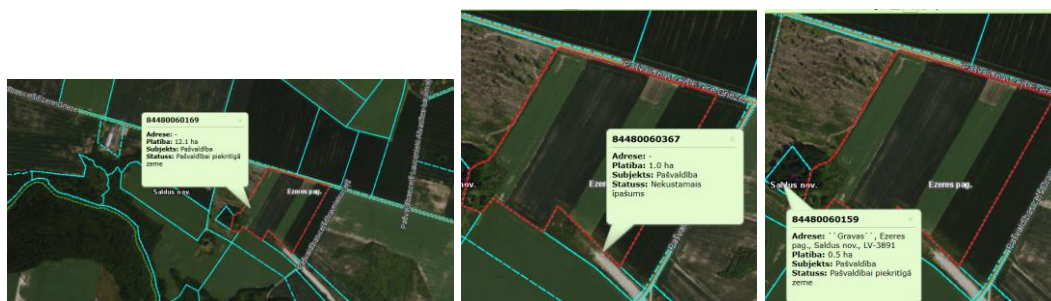 84480060169
Adrese: -
Platība: 12.1 ha
Subjekts: Pašvaldība
Statuss: Pašvaldībai piekritīgā
zeme
Saldus nov.
Ezeres pag.
84480060367
Adrese: -
Platība: 1.0 ha
Subjekts: Pašvaldība
Statuss: Nekustamais
īpašums
nov.
Saldus nov.
Ezeres pag.
84480060159
Adrese: ``Gravas``, Ezeres
pag., Saldus nov., LV-3891
Platība: 0.5 ha
Subjekts: Pašvaldība
Statuss: Pašvaldībai piekritīgā
zeme